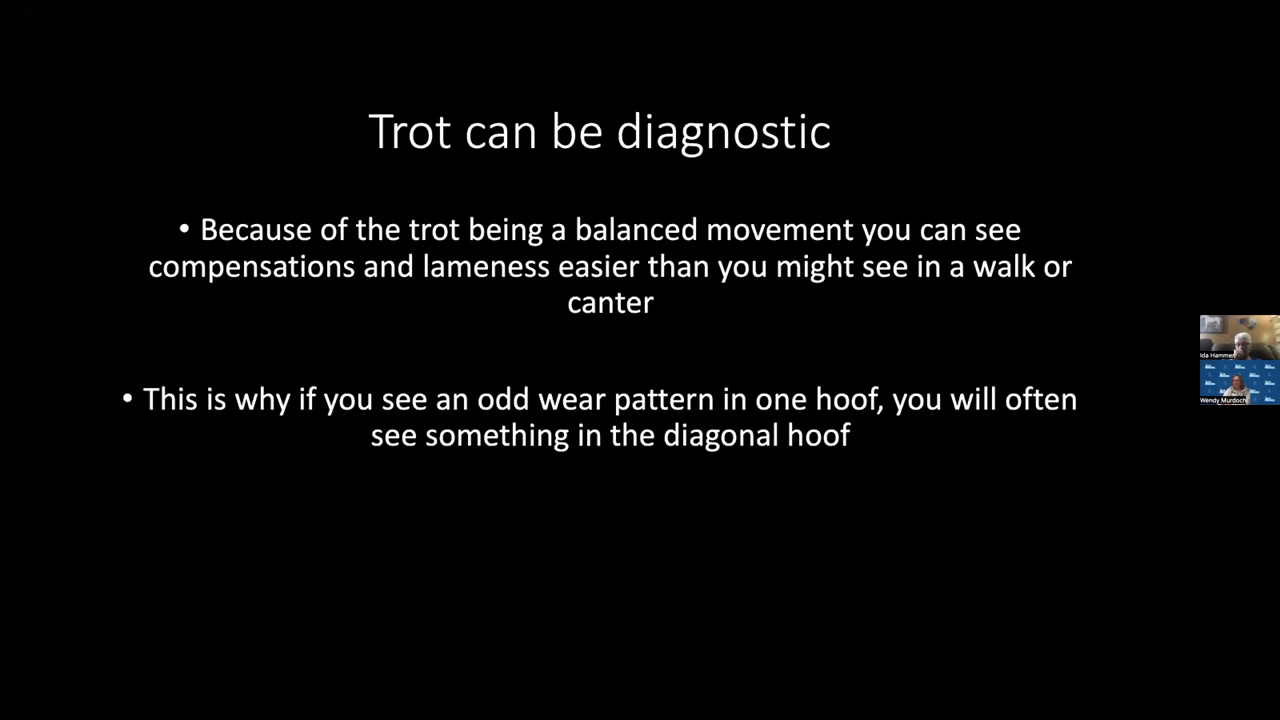 Trot can be diagnostic
• Because of the trot being a balanced movement you can see
compensations and lameness easier than you might see in a walk or
canter
• This is why if you see an odd wear pattern in one hoof, you will often
see something in the diagonal hoof
Ida Hammer
Wendy Murdoch